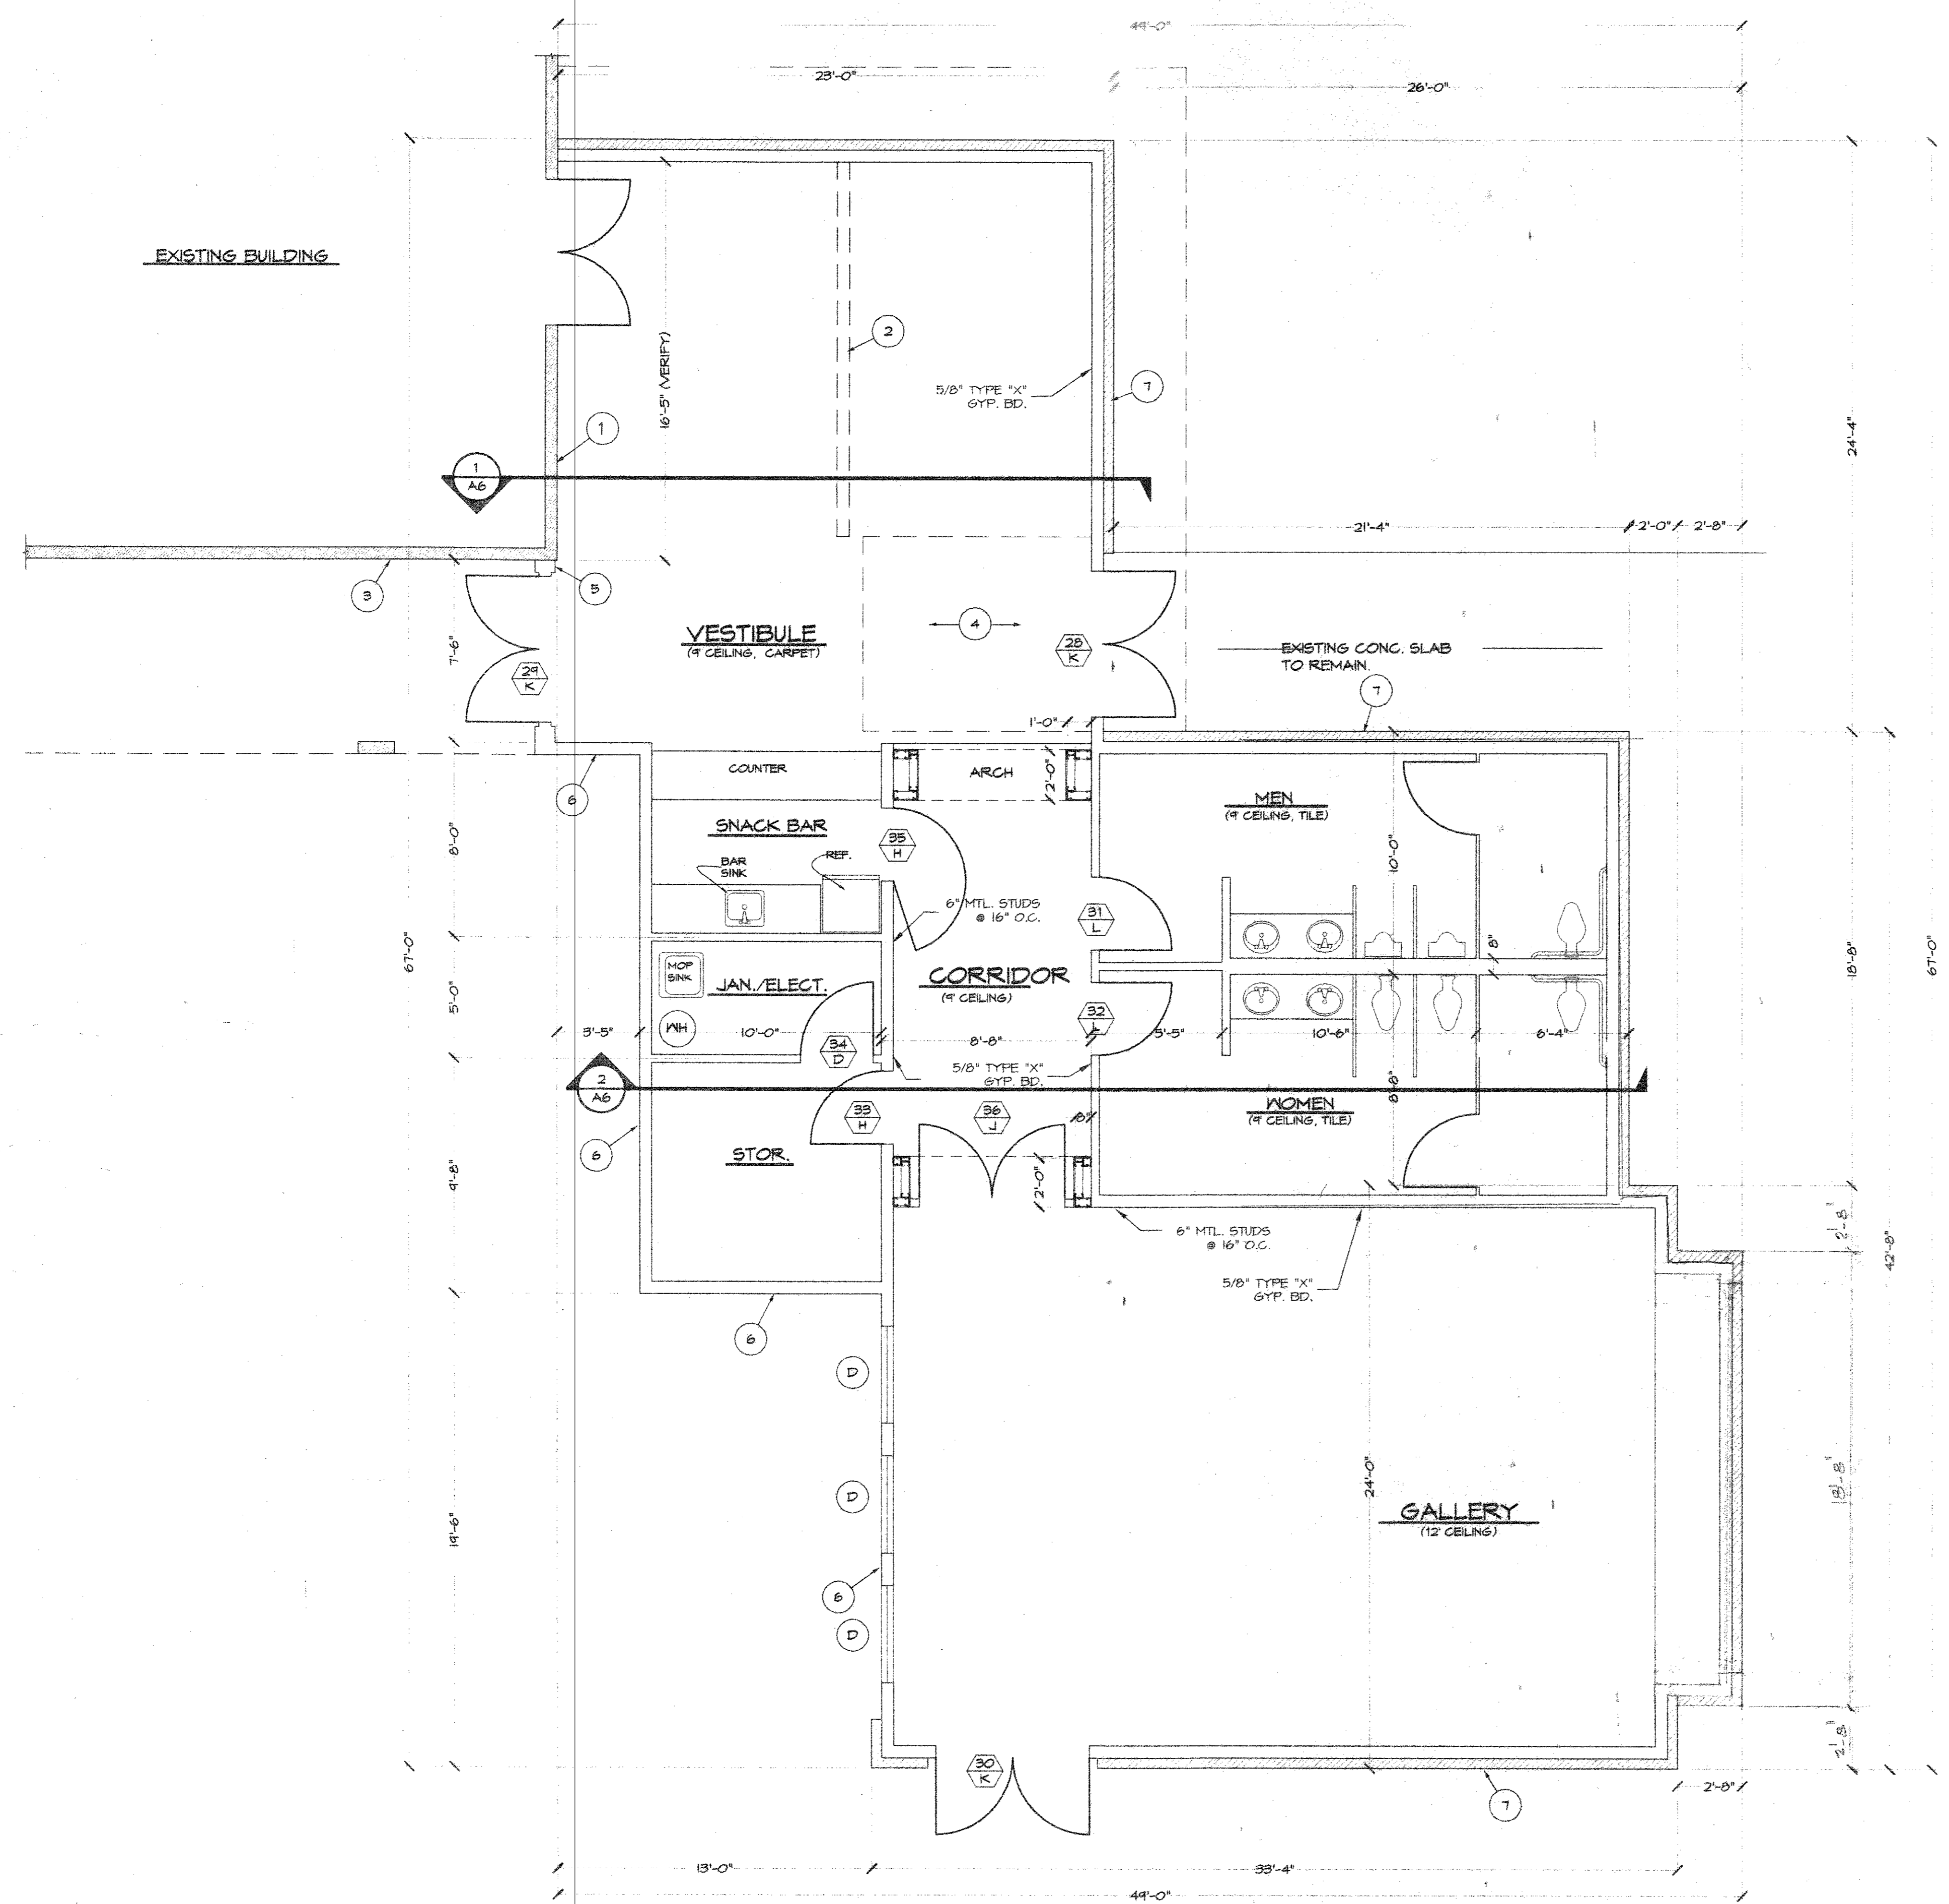 49'-0"
23'-0"
26'-0"
EXISTING BUILDING
2
16'-5" (VERIFY)
5/8" TYPE "X"
GYP. BD.
7
1
24'-4"
1
A6
21'-4"
2'-0"
2'-8"
3
5
4
VESTIBULE
(9' CEILING, CARPET)
7'-6"
28
K
29
K
EXISTING CONC. SLAB
TO REMAIN.
7
1'-0"
COUNTER
ARCH
2'-0"
6
MEN
(9' CEILING, TILE)
SNACK BAR
8'-0"
35
H
10'-0"
BAR
SINK
REF.
6" MTL. STUDS
@ 16" O.C.
31
L
8"
67'-0"
18'-8"
67'-0"
MOP
SINK
JAN./ELECT.
CORRIDOR
(9' CEILING)
5'-0"
WH
32
L
3'-5"
10'-0"
8'-8"
5'-5"
10'-6"
6'-4"
34
D
5/8" TYPE "X"
GYP. BD.
2
A6
8'-8"
33
H
36
J
8"
WOMEN
(9' CEILING, TILE)
6
STOR.
9'-8"
2'-0"
6" MTL. STUDS
@ 16" O.C.
2'-8"
42'-8"
5/8" TYPE "X"
GYP. BD.
6
D
24'-0"
18'-8"
D
GALLERY
(12' CEILING)
19'-6"
6
D
2'-8"
30
K
2'-8"
7
13'-0"
33'-4"
49'-0"